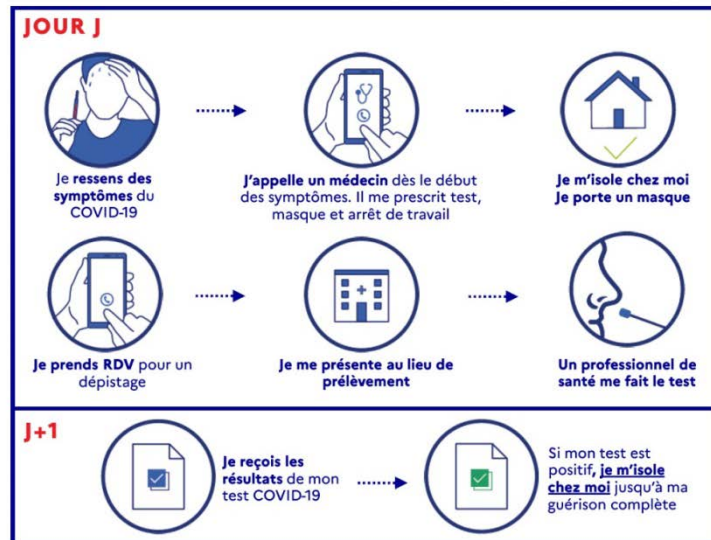 JOUR J
Je ressens des
symptômes du
COVID-19
J'appelle un médecin dès le début
des symptômes. Il me prescrit test,
masque et arrêt de travail
Je m'isole chez moi
Je porte un masque
Je prends RDV pour un
dépistage
Je me présente au lieu de
prélèvement
Un professionnel de
santé me fait le test
J+1
Je reçois les
résultats de mon
test COVID-19
Si mon test est
positif, je m'isole
chez moi jusqu'à ma
guérison complète